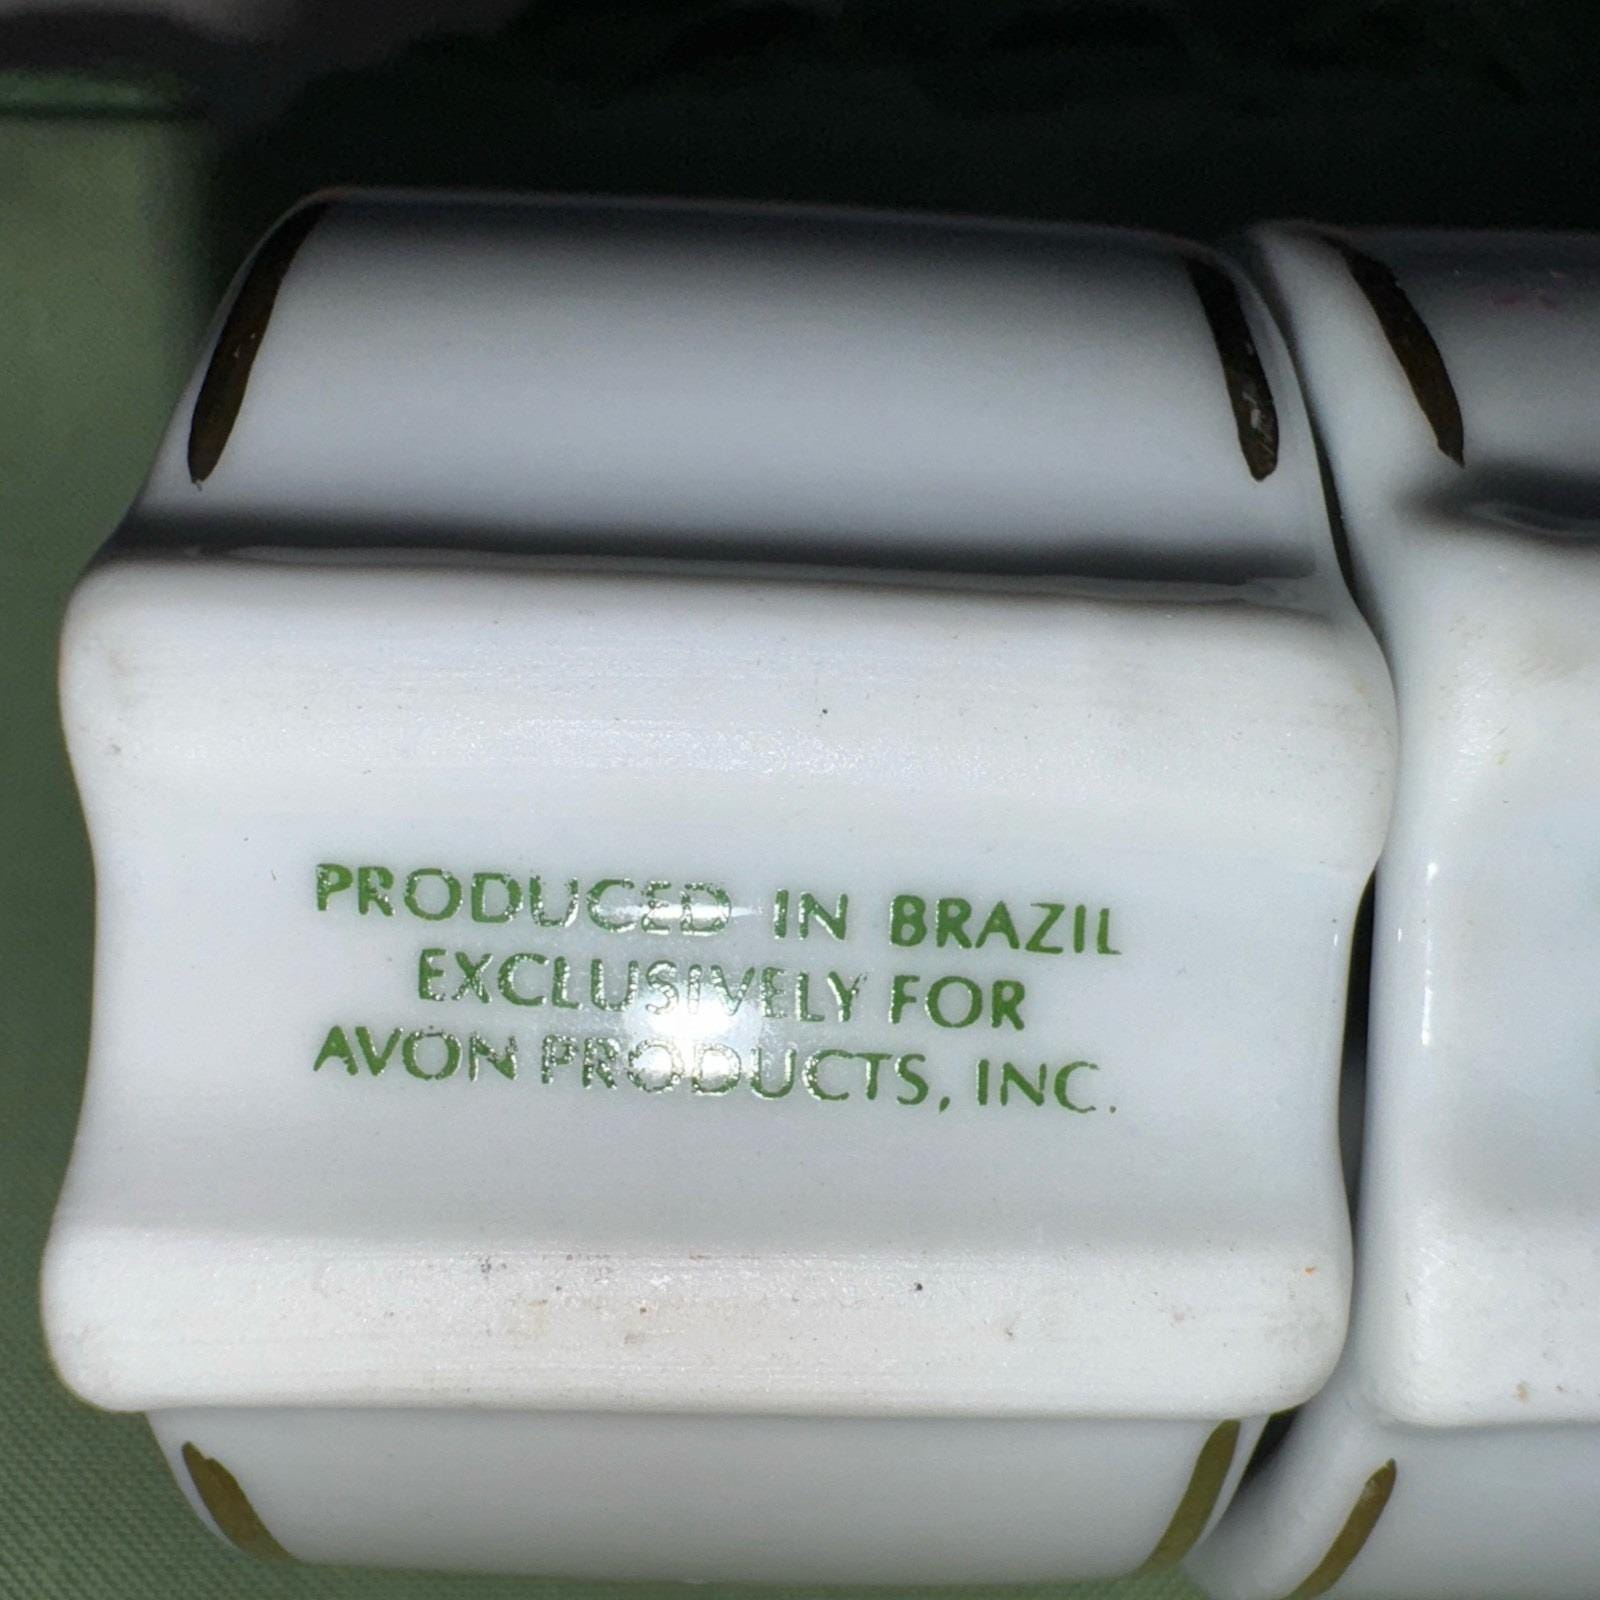 PRODUCED IN BRAZIL
EXCLUSIVELY FOR
AVON PRODUCTS, INC.